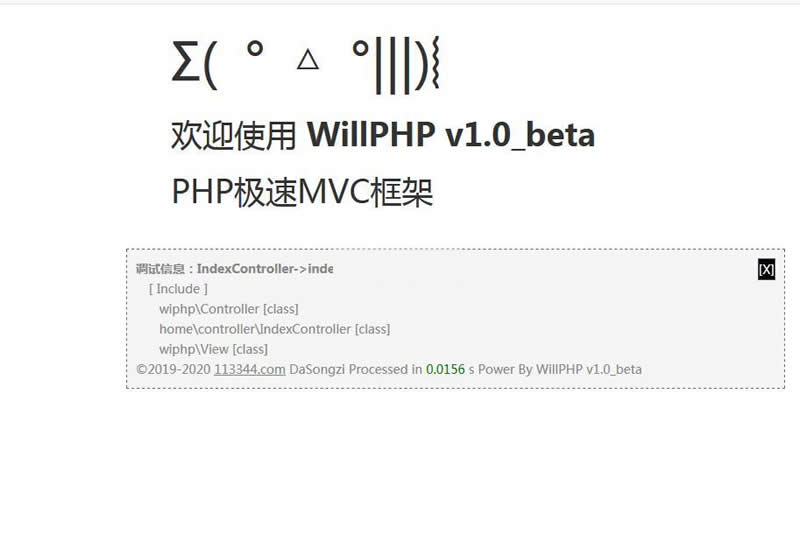 Σ( ° △ °|||)︴
欢迎使用 WillPHP v1.0_beta
PHP极速MVC框架
调试信息：IndexController->inde
[X]
[ Include ]
wiphp\Controller [class]
home\controller\IndexController [class]
wiphp\View [class]
©2019-2020 113344.com DaSongzi Processed in 0.0156 s Power By WillPHP v1.0_beta